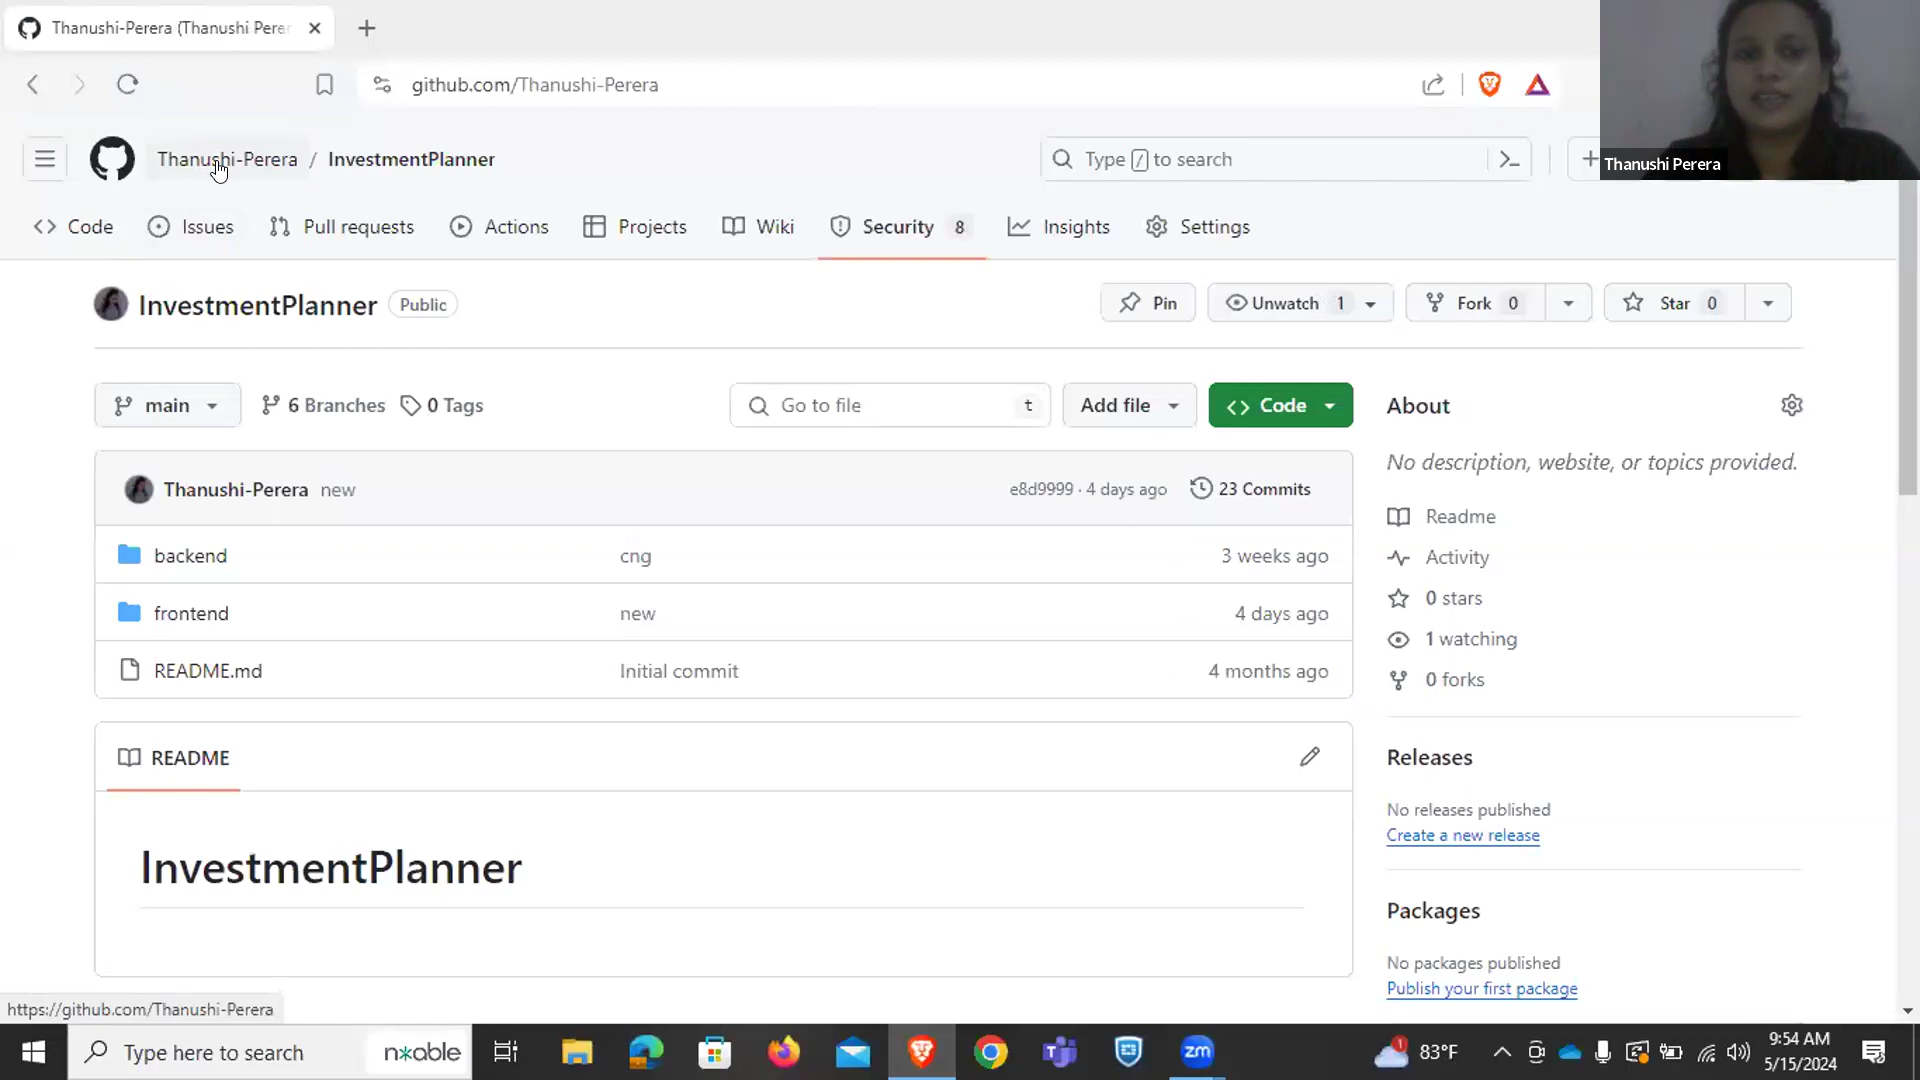 Thanushi-Perera (Thanushi Perer
github.com/Thanushi-Perera
Thanushi-Perera / InvestmentPlanner
Type / to search
Thanushi Perera
Code
Issues
Pull requests
Actions
Projects
Wiki
Security 8
Insights
Settings
InvestmentPlanner Public
Pin
Unwatch 1
Fork 0
Star 0
main
6 Branches
0 Tags
Go to file t
Add file
Code
About
No description, website, or topics provided.
Thanushi-Perera new
e8d9999 · 4 days ago
23 Commits
Readme
backend cng 3 weeks ago
Activity
0 stars
frontend new 4 days ago
1 watching
README.md Initial commit 4 months ago
0 forks
README
Releases
No releases published
Create a new release
InvestmentPlanner
Packages
No packages published
Publish your first package
https://github.com/Thanushi-Perera
Type here to search
n*able
1
83°F
zm
9:54 AM
5/15/2024